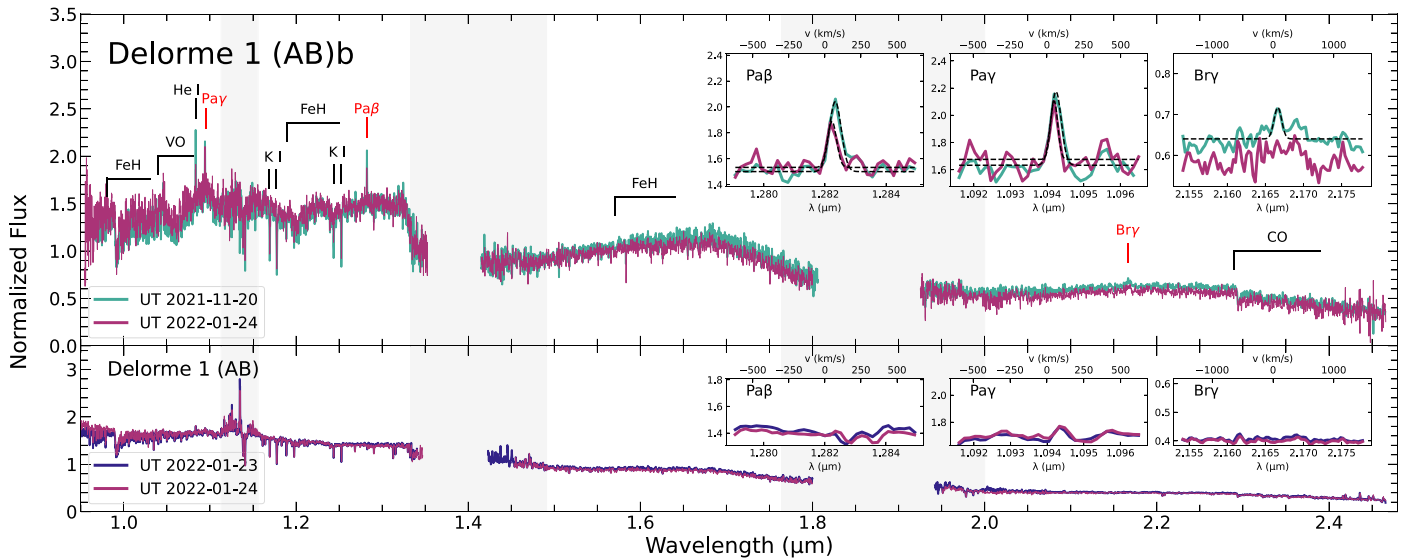 Delorme 1 (AB)b
Normalized Flux
3.5
3.0
2.5
2.0
1.5
1.0
0.5
0.0
FeH
VO
He I
Paγ
K I
FeH
K I
Paβ
FeH
Brγ
CO
UT 2021-11-20
UT 2022-01-24
v (km/s)
−500 −250 0 250 500
Paβ
2.0
1.8
1.6
1.4
1.280 1.282 1.284
λ (μm)
v (km/s)
−500 −250 0 250 500
Paγ
2.4
2.2
2.0
1.8
1.6
1.092 1.093 1.094 1.095 1.096
λ (μm)
v (km/s)
−1000 0 1000
Brγ
0.8
0.7
0.6
2.155 2.160 2.165 2.170 2.175
λ (μm)
Delorme 1 (AB)
3
2
1
0
UT 2022-01-23
UT 2022-01-24
v (km/s)
−500 −250 0 250 500
Paβ
1.8
1.6
1.4
1.280 1.282 1.284
λ (μm)
v (km/s)
−500 −250 0 250 500
Paγ
2.0
1.8
1.092 1.093 1.094 1.095 1.096
λ (μm)
v (km/s)
−1000 0 1000
Brγ
0.6
0.5
0.4
2.155 2.160 2.165 2.170 2.175
λ (μm)
1.0 1.2 1.4 1.6 1.8 2.0 2.2 2.4
Wavelength (μm)